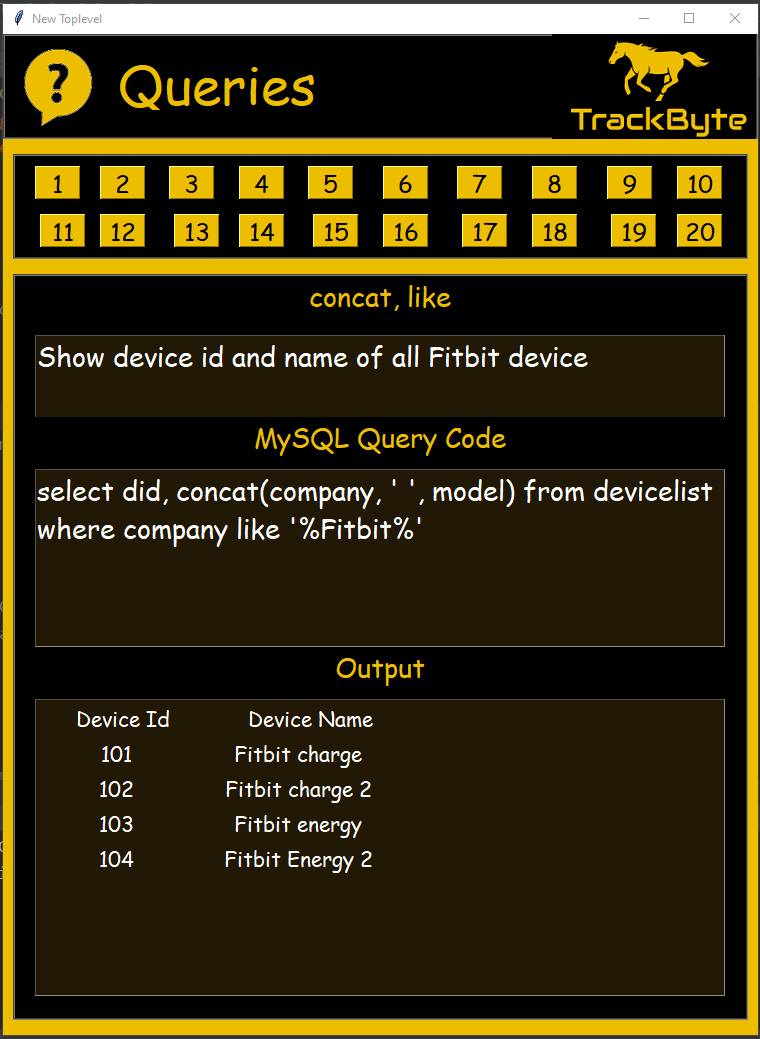 New Toplevel
? Queries
TrackByte
1 2 3 4 5 6 7 8 9 10
11 12 13 14 15 16 17 18 19 20
concat, like
Show device id and name of all Fitbit device
MySQL Query Code
select did, concat(company, ' ', model) from devicelist
where company like '%Fitbit%'
Output
Device Id Device Name
101 Fitbit charge
102 Fitbit charge 2
103 Fitbit energy
104 Fitbit Energy 2